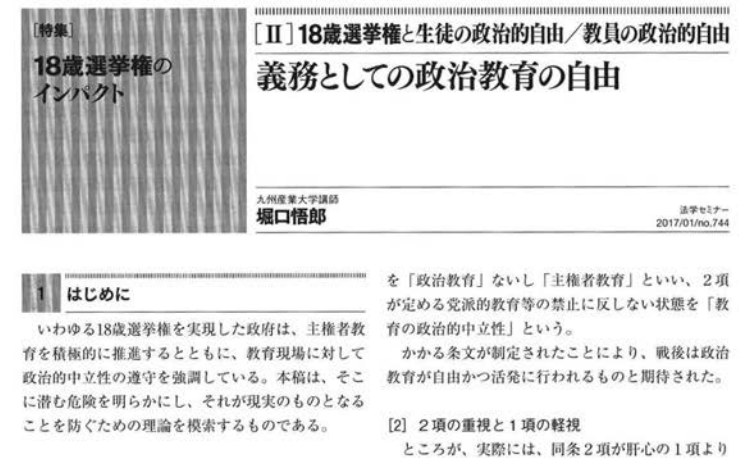 [特集]
18歳選挙権の
インパクト
[Ⅱ]18歳選挙権と生徒の政治的自由／教員の政治的自由
義務としての政治教育の自由
九州産業大学講師
堀口悟郎
法学セミナー
2017/01/no.744
1 はじめに
いわゆる18歳選挙権を実現した政府は、主権者教
育を積極的に推進するとともに、教育現場に対して
政治的中立性の遵守を強調している。本稿は、そこ
に潜む危険を明らかにし、それが現実のものとなる
ことを防ぐための理論を模索するものである。
を「政治教育」ないし「主権者教育」といい、２項
が定める党派的教育等の禁止に反しない状態を「教
育の政治的中立性」という。
かかる条文が制定されたことにより、戦後は政治
教育が自由かつ活発に行われるものと期待された。
[2] ２項の重視と１項の軽視
ところが、実際には、同条２項が肝心の１項より